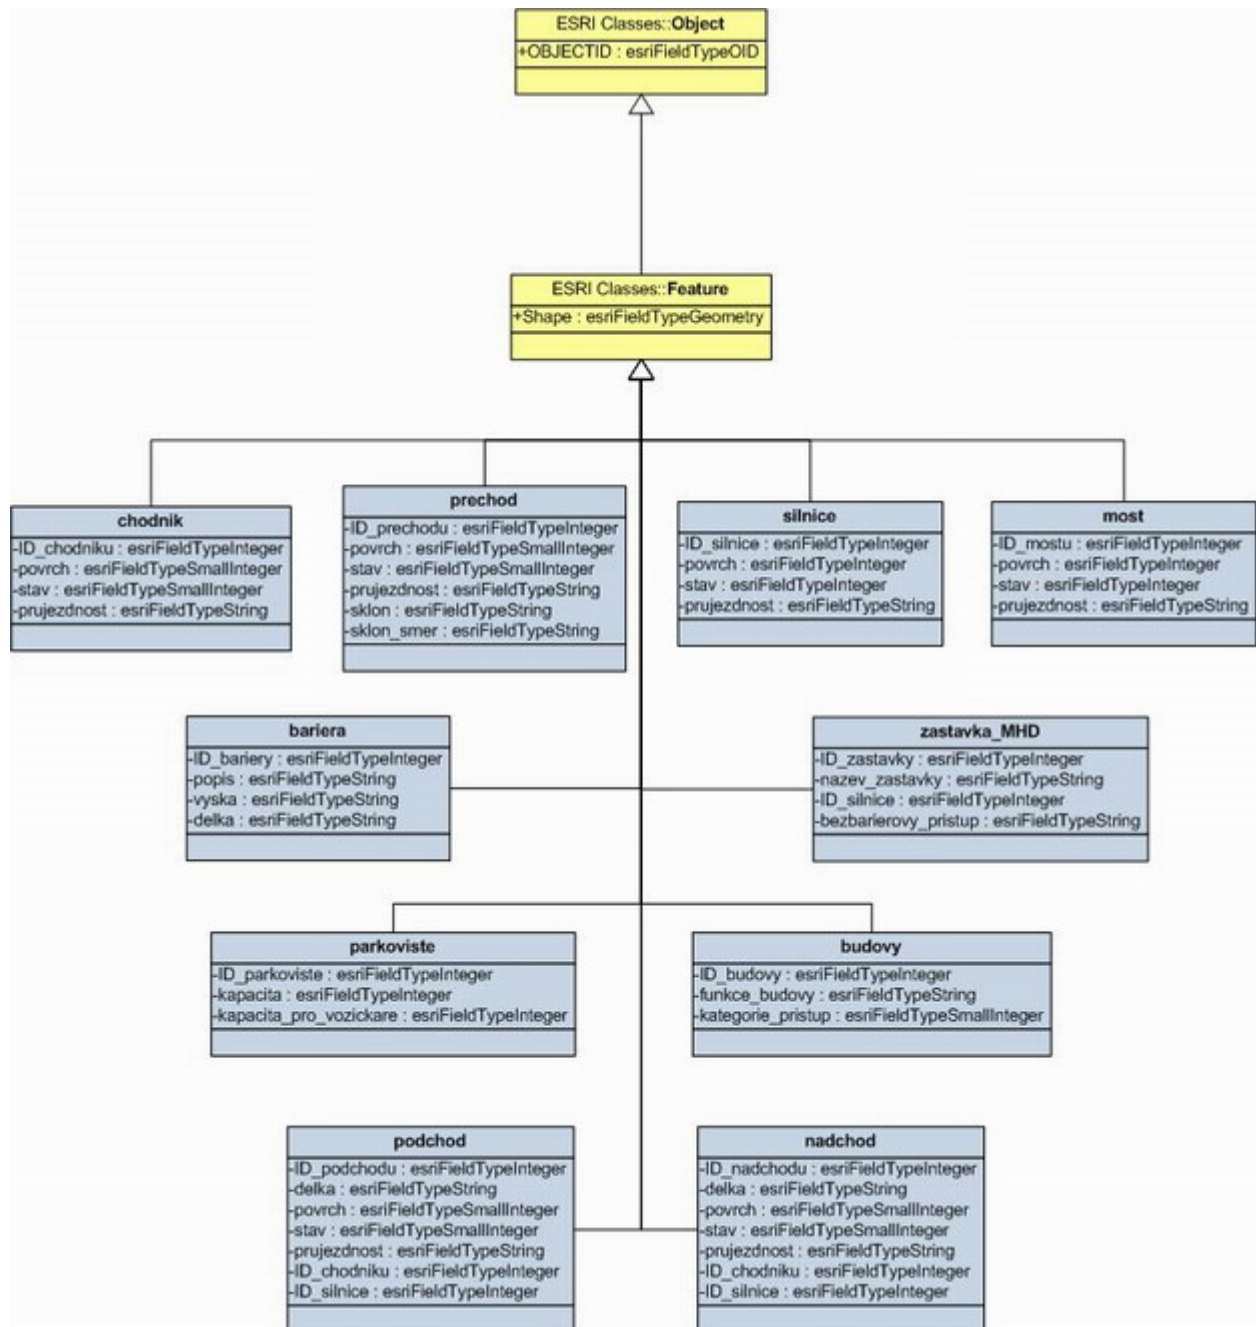 ESRI Classes::Object
+OBJECTID : esriFieldTypeOID
ESRI Classes::Feature
+Shape : esriFieldTypeGeometry
chodnik
-ID_chodniku : esriFieldTypeInteger
-povrch : esriFieldTypeSmallInteger
-stav : esriFieldTypeSmallInteger
-prujezdnost : esriFieldTypeString
prechod
-ID_prechodu : esriFieldTypeInteger
-povrch : esriFieldTypeSmallInteger
-stav : esriFieldTypeSmallInteger
-prujezdnost : esriFieldTypeString
-sklon : esriFieldTypeString
-sklon_smer : esriFieldTypeString
silnice
-ID_silnice : esriFieldTypeInteger
-povrch : esriFieldTypeInteger
-stav : esriFieldTypeInteger
-prujezdnost : esriFieldTypeString
most
-ID_mostu : esriFieldTypeInteger
-povrch : esriFieldTypeInteger
-stav : esriFieldTypeInteger
-prujezdnost : esriFieldTypeString
bariera
-ID_bariery : esriFieldTypeInteger
-popis : esriFieldTypeString
-vyska : esriFieldTypeString
-delka : esriFieldTypeString
zastavka_MHD
-ID_zastavky : esriFieldTypeInteger
-nazev_zastavky : esriFieldTypeString
-ID_silnice : esriFieldTypeInteger
-bezbarierovy_pristup : esriFieldTypeString
parkoviste
-ID_parkoviste : esriFieldTypeInteger
-kapacita : esriFieldTypeInteger
-kapacita_pro_vozickare : esriFieldTypeInteger
budovy
-ID_budovy : esriFieldTypeInteger
-funkce_budovy : esriFieldTypeString
-kategorie_pristup : esriFieldTypeSmallInteger
podchod
-ID_podchodu : esriFieldTypeInteger
-delka : esriFieldTypeString
-povrch : esriFieldTypeSmallInteger
-stav : esriFieldTypeSmallInteger
-prujezdnost : esriFieldTypeString
-ID_chodniku : esriFieldTypeInteger
-ID_silnice : esriFieldTypeInteger
nadchod
-ID_nadchodu : esriFieldTypeInteger
-delka : esriFieldTypeString
-povrch : esriFieldTypeSmallInteger
-stav : esriFieldTypeSmallInteger
-prujezdnost : esriFieldTypeString
-ID_chodniku : esriFieldTypeInteger
-ID_silnice : esriFieldTypeInteger